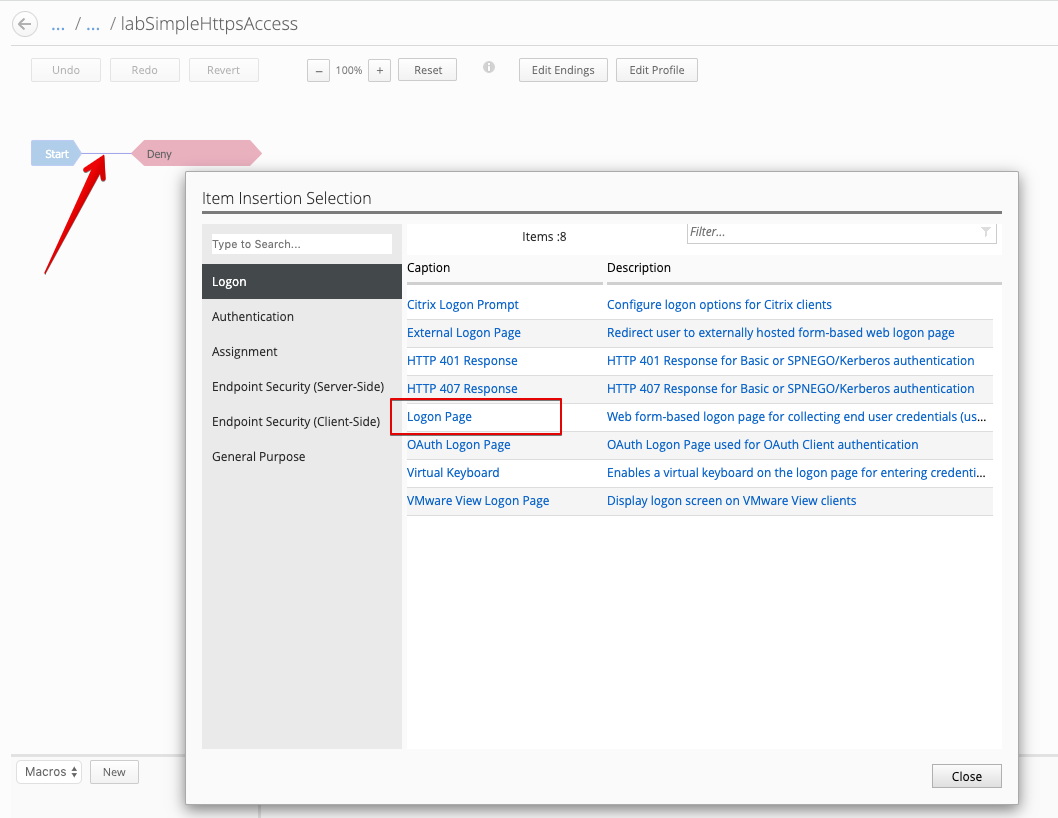 ... / ... / labSimpleHttpsAccess
Undo Redo Revert – 100% + Reset i Edit Endings Edit Profile
Start Deny
Item Insertion Selection
Type to Search... Items :8 Filter...
Logon
Authentication
Assignment
Endpoint Security (Server-Side)
Endpoint Security (Client-Side)
General Purpose
Caption Description
Citrix Logon Prompt Configure logon options for Citrix clients
External Logon Page Redirect user to externally hosted form-based web logon page
HTTP 401 Response HTTP 401 Response for Basic or SPNEGO/Kerberos authentication
HTTP 407 Response HTTP 407 Response for Basic or SPNEGO/Kerberos authentication
Logon Page Web form-based logon page for collecting end user credentials (us...
OAuth Logon Page OAuth Logon Page used for OAuth Client authentication
Virtual Keyboard Enables a virtual keyboard on the logon page for entering credenti...
VMware View Logon Page Display logon screen on VMware View clients
Macros New
Close